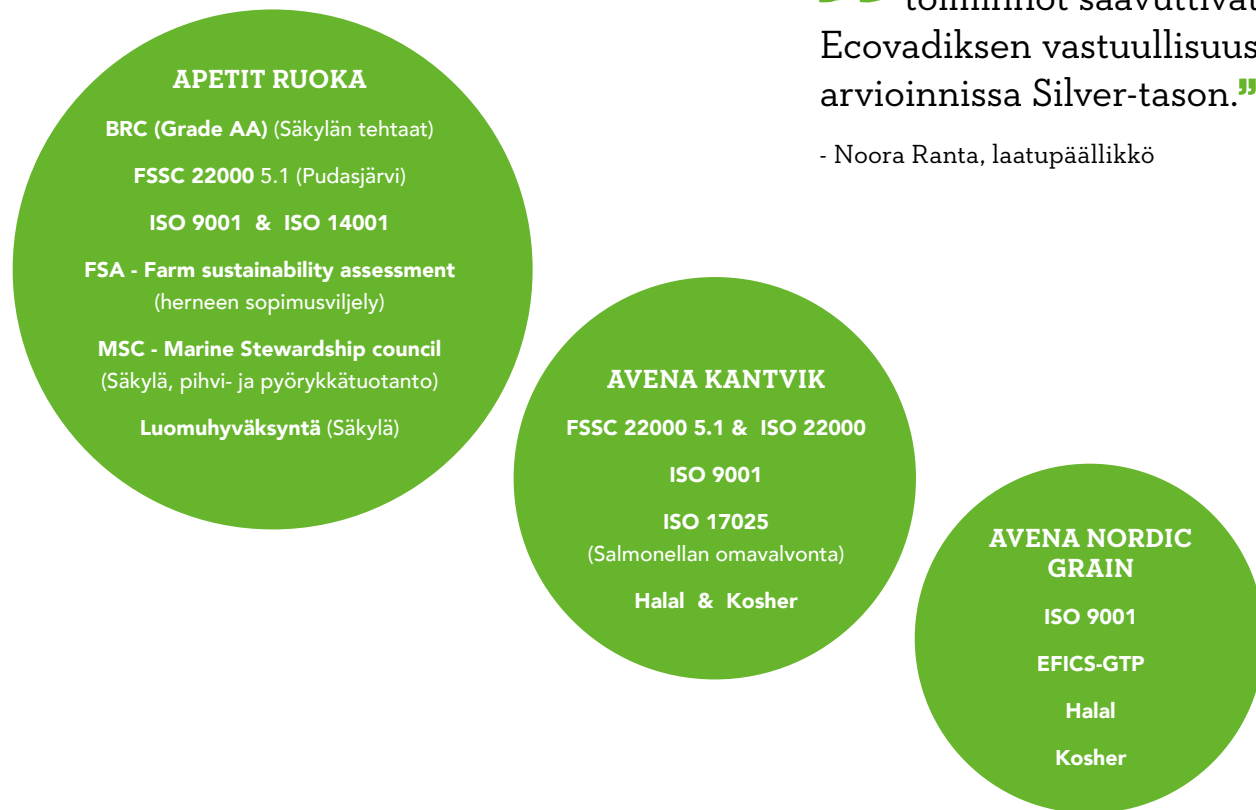 toiminnot saavuttivat
Ecovadiksen vastuullisuus
arvioinnissa Silver-tason.”
- Noora Ranta, laatupäällikkö
APETIT RUOKA
BRC (Grade AA) (Säkylän tehtaat)
FSSC 22000 5.1 (Pudasjärvi)
ISO 9001 & ISO 14001
FSA - Farm sustainability assessment
(herneen sopimusviljely)
MSC - Marine Stewardship council
(Säkylä, pihvi- ja pyörykkätuotanto)
Luomuhyväksyntä (Säkylä)
AVENA KANTVIK
FSSC 22000 5.1 & ISO 22000
ISO 9001
ISO 17025
(Salmonellan omavalvonta)
Halal & Kosher
AVENA NORDIC
GRAIN
ISO 9001
EFICS-GTP
Halal
Kosher